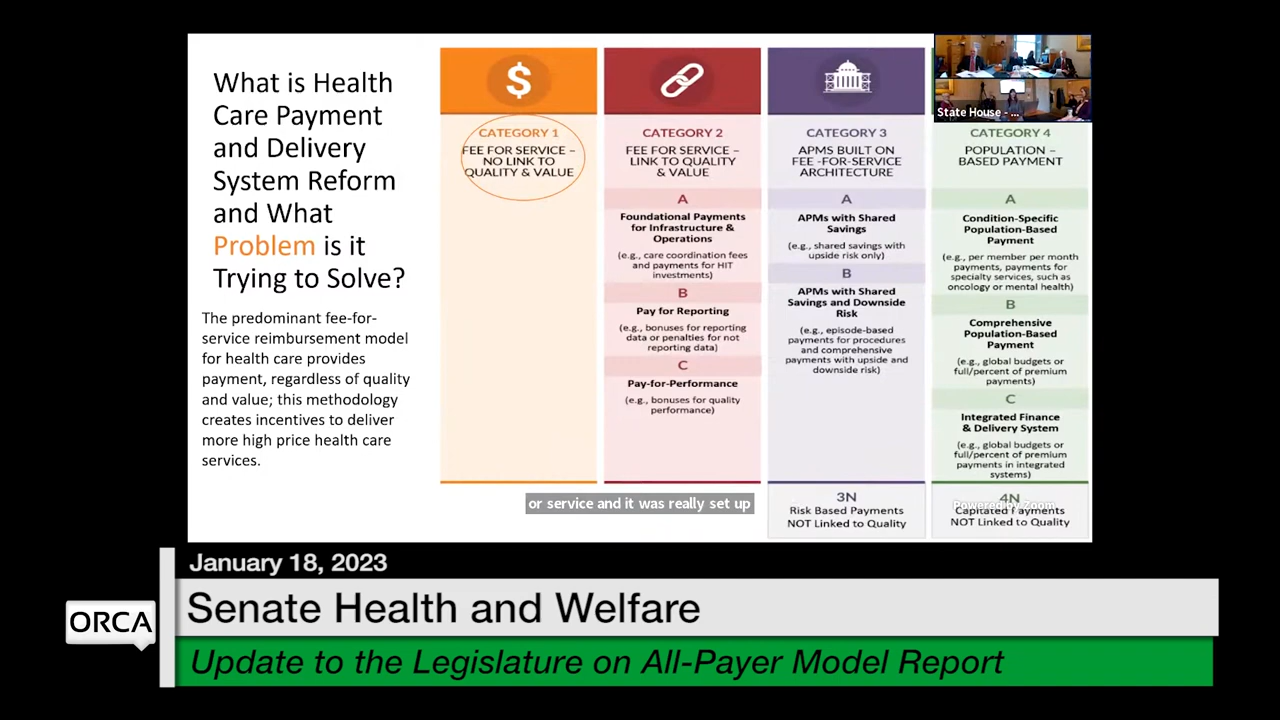 What is Health
Care Payment
and Delivery
System Reform
and What
Problem is it
Trying to Solve?
The predominant fee-for-
service reimbursement model
for health care provides
payment, regardless of quality
and value; this methodology
creates incentives to deliver
more high price health care
services.
$
CATEGORY 1
FEE FOR SERVICE –
NO LINK TO
QUALITY & VALUE
CATEGORY 2
FEE FOR SERVICE –
LINK TO QUALITY
& VALUE
A
Foundational Payments
for Infrastructure &
Operations
(e.g., care coordination fees
and payments for HIT
investments)
B
Pay for Reporting
(e.g., bonuses for reporting
data or penalties for not
reporting data)
C
Pay-for-Performance
(e.g., bonuses for quality
performance)
CATEGORY 3
APMS BUILT ON
FEE -FOR-SERVICE
ARCHITECTURE
A
APMs with Shared
Savings
(e.g., shared savings with
upside risk only)
B
APMs with Shared
Savings and Downside
Risk
(e.g., episode-based
payments for procedures
and comprehensive
payments with upside and
downside risk)
3N
Risk Based Payments
NOT Linked to Quality
State House - ...
CATEGORY 4
POPULATION –
BASED PAYMENT
A
Condition-Specific
Population-Based
Payment
(e.g., per member per month
payments, payments for
specialty services, such as
oncology or mental health)
B
Comprehensive
Population-Based
Payment
(e.g., global budgets or
full/percent of premium
payments)
C
Integrated Finance
& Delivery System
(e.g., global budgets or
full/percent of premium
payments in integrated
systems)
4N
Powered by Zoom
Capitated Payments
NOT Linked to Quality
or service and it was really set up
January 18, 2023
ORCA
Senate Health and Welfare
Update to the Legislature on All-Payer Model Report